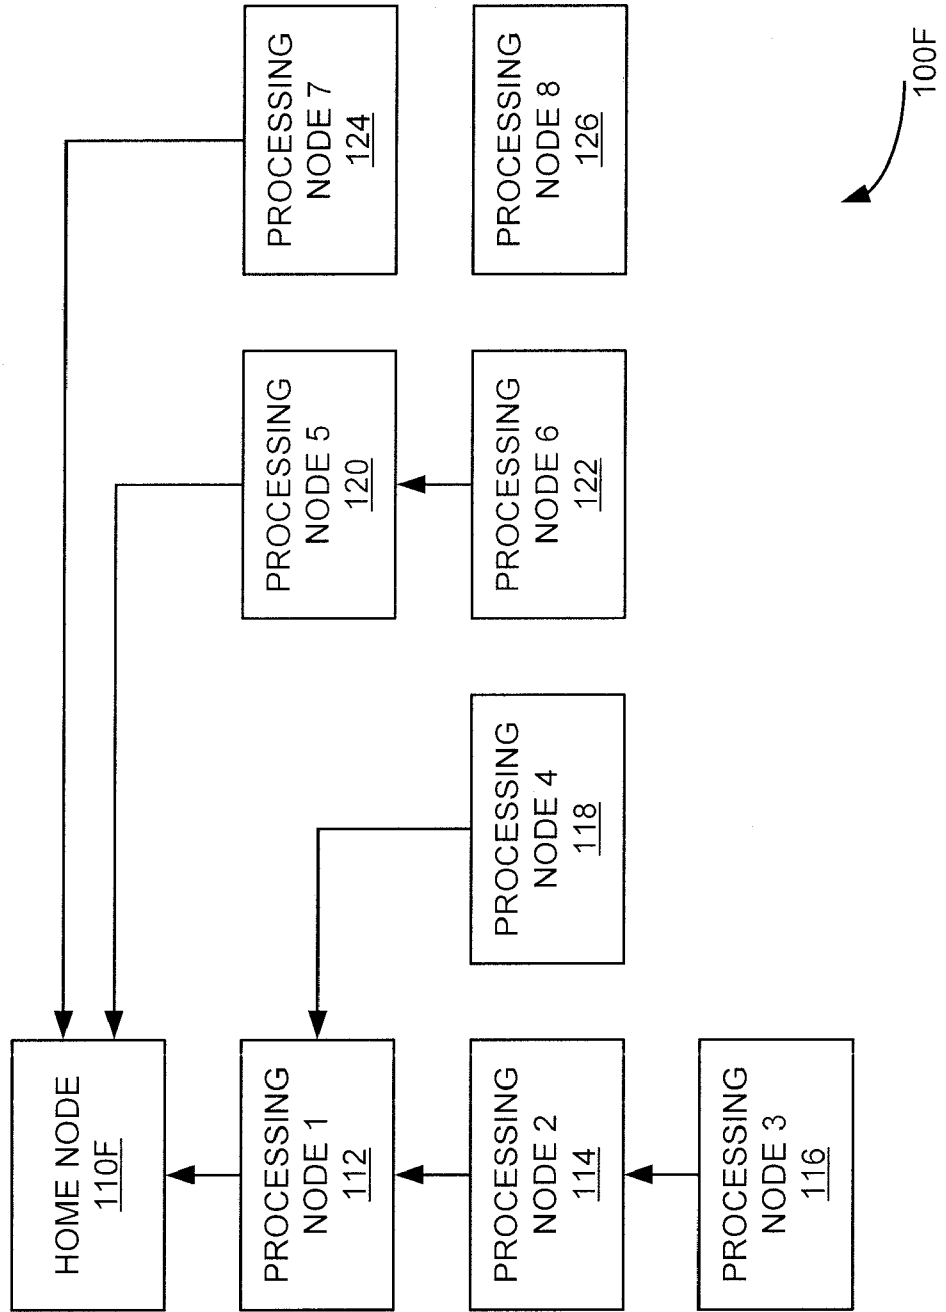 HOME NODE
110F
PROCESSING
NODE 1
112
PROCESSING
NODE 2
114
PROCESSING
NODE 3
116
PROCESSING
NODE 4
118
PROCESSING
NODE 5
120
PROCESSING
NODE 6
122
PROCESSING
NODE 7
124
PROCESSING
NODE 8
126
100F